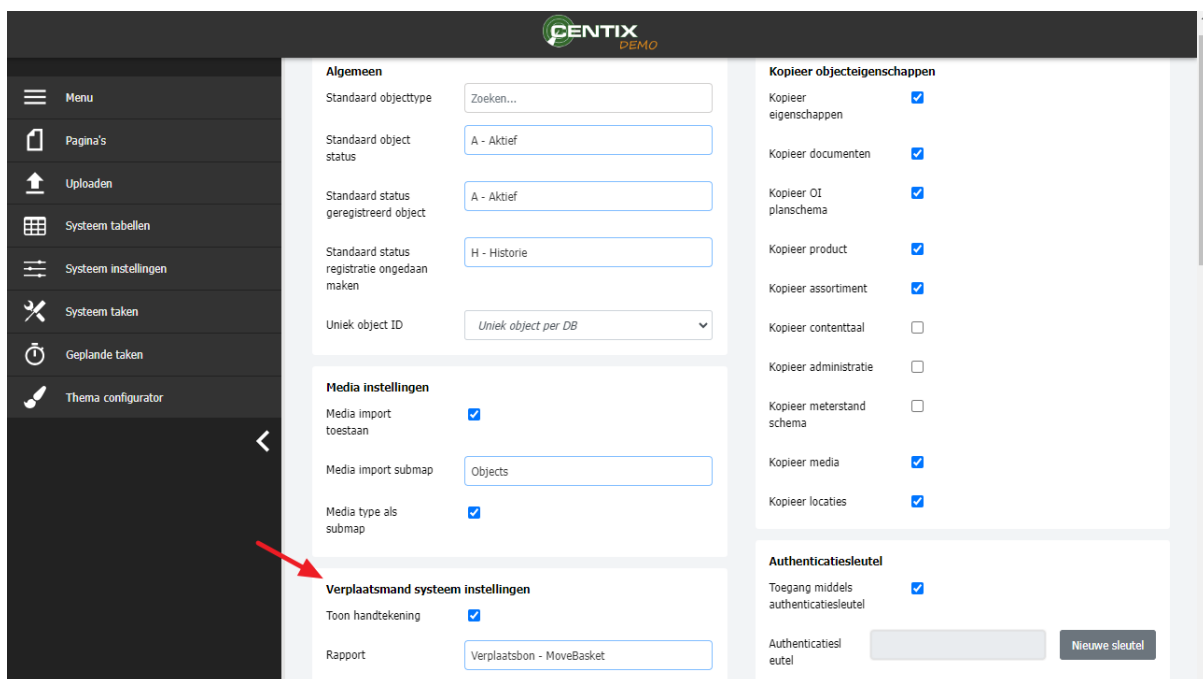 CENTIX
DEMO
Menu
Pagina's
Uploaden
Systeem tabellen
Systeem instellingen
Systeem taken
Geplande taken
Thema configurator
Algemeen
Standaard objecttype
Zoeken...
Standaard object
status
A - Aktief
Standaard status
geregistreerd object
A - Aktief
Standaard status
registratie ongedaan
maken
H - Historie
Uniek object ID
Uniek object per DB
Media instellingen
Media import
toestaan
Media import submap
Objects
Media type als
submap
Verplaatsmand systeem instellingen
Toon handtekening
Rapport
Verplaatsbon - MoveBasket
Kopieer objecteigenschappen
Kopieer
eigenschappen
Kopieer documenten
Kopieer OI
planschema
Kopieer product
Kopieer assortiment
Kopieer contenttaal
Kopieer administratie
Kopieer meterstand
schema
Kopieer media
Kopieer locaties
Authenticatiesleutel
Toegang middels
authenticatiesleutel
Authenticatiesl
eutel
Nieuwe sleutel